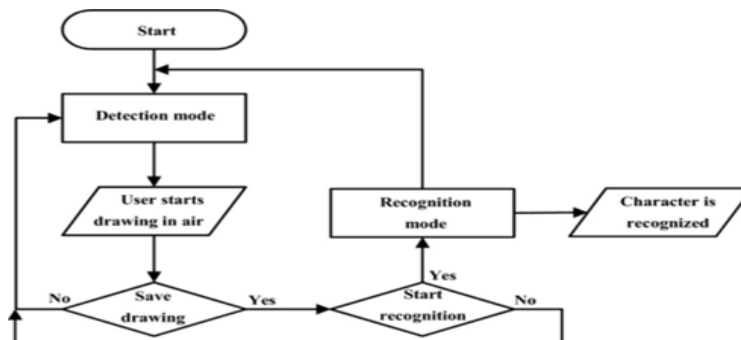 Start
Detection mode
User starts
drawing in air
Recognition
mode
Character is
recognized
Yes
No
Save
drawing
Yes
Start
recognition
No